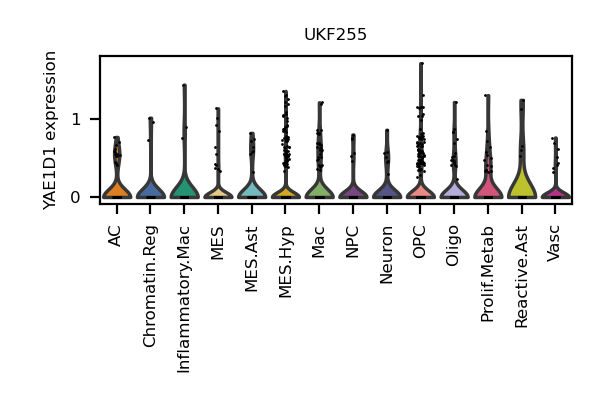 UKF255
YAE1D1 expression
1
0
AC
Chromatin.Reg
Inflammatory.Mac
MES
MES.Ast
MES.Hyp
Mac
NPC
Neuron
OPC
Oligo
Prolif.Metab
Reactive.Ast
Vasc